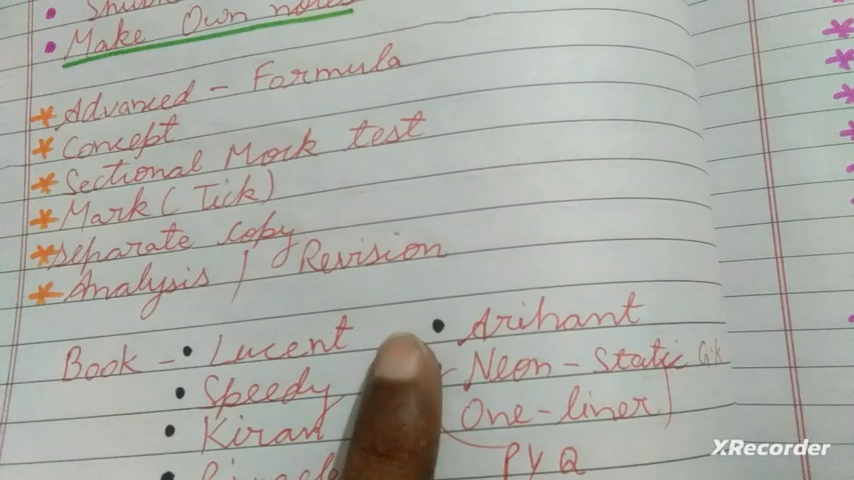 Make Own notes
Advanced - Formula
Concept
Sectional Mock test
Mark (Tick)
Separate copy
Analysis / Revision
Book - • Lucent
• Speedy
• Kiran
• Arihant
Neon - Static Gk
One-liner
PYQ
XRecorder